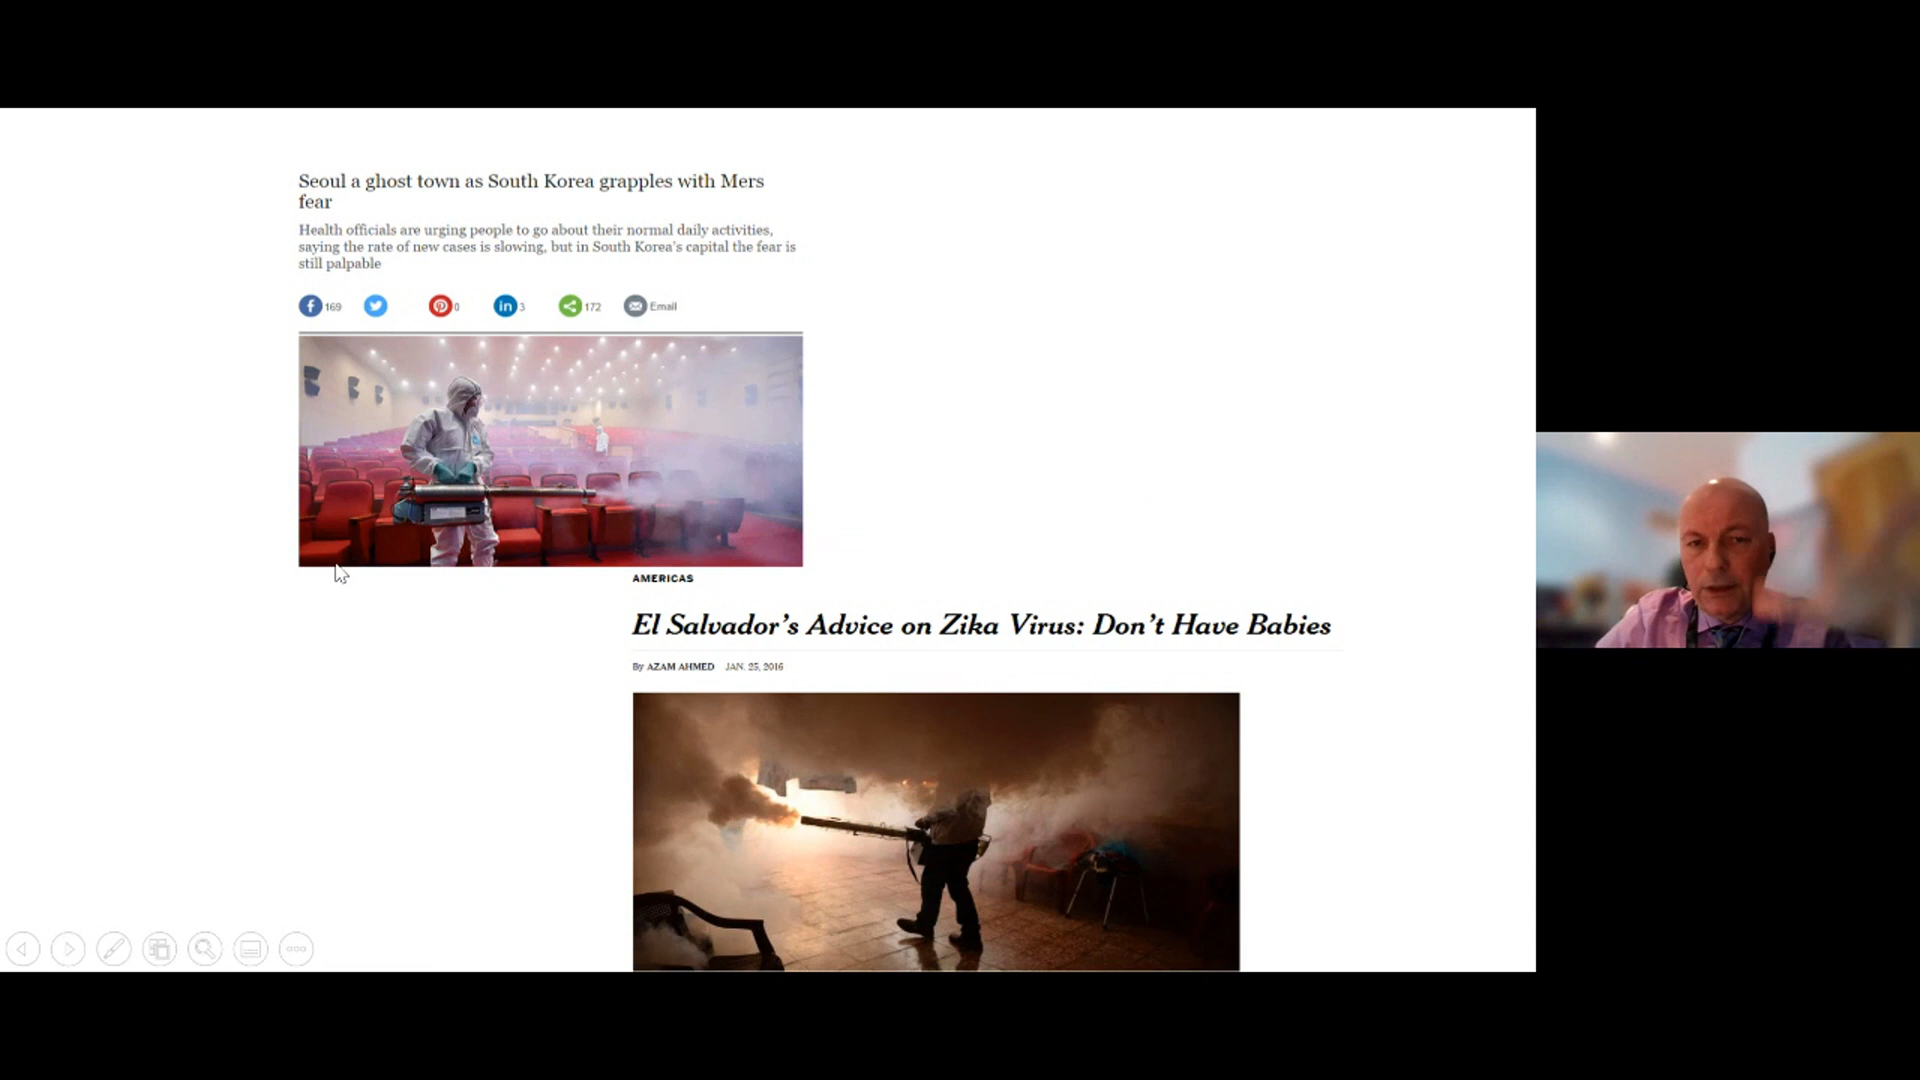 Seoul a ghost town as South Korea grapples with Mers
fear
Health officials are urging people to go about their normal daily activities,
saying the rate of new cases is slowing, but in South Korea's capital the fear is
still palpable
169 0 in 3 172 Email
AMERICAS
El Salvador's Advice on Zika Virus: Don't Have Babies
By AZAM AHMED JAN. 25, 2016